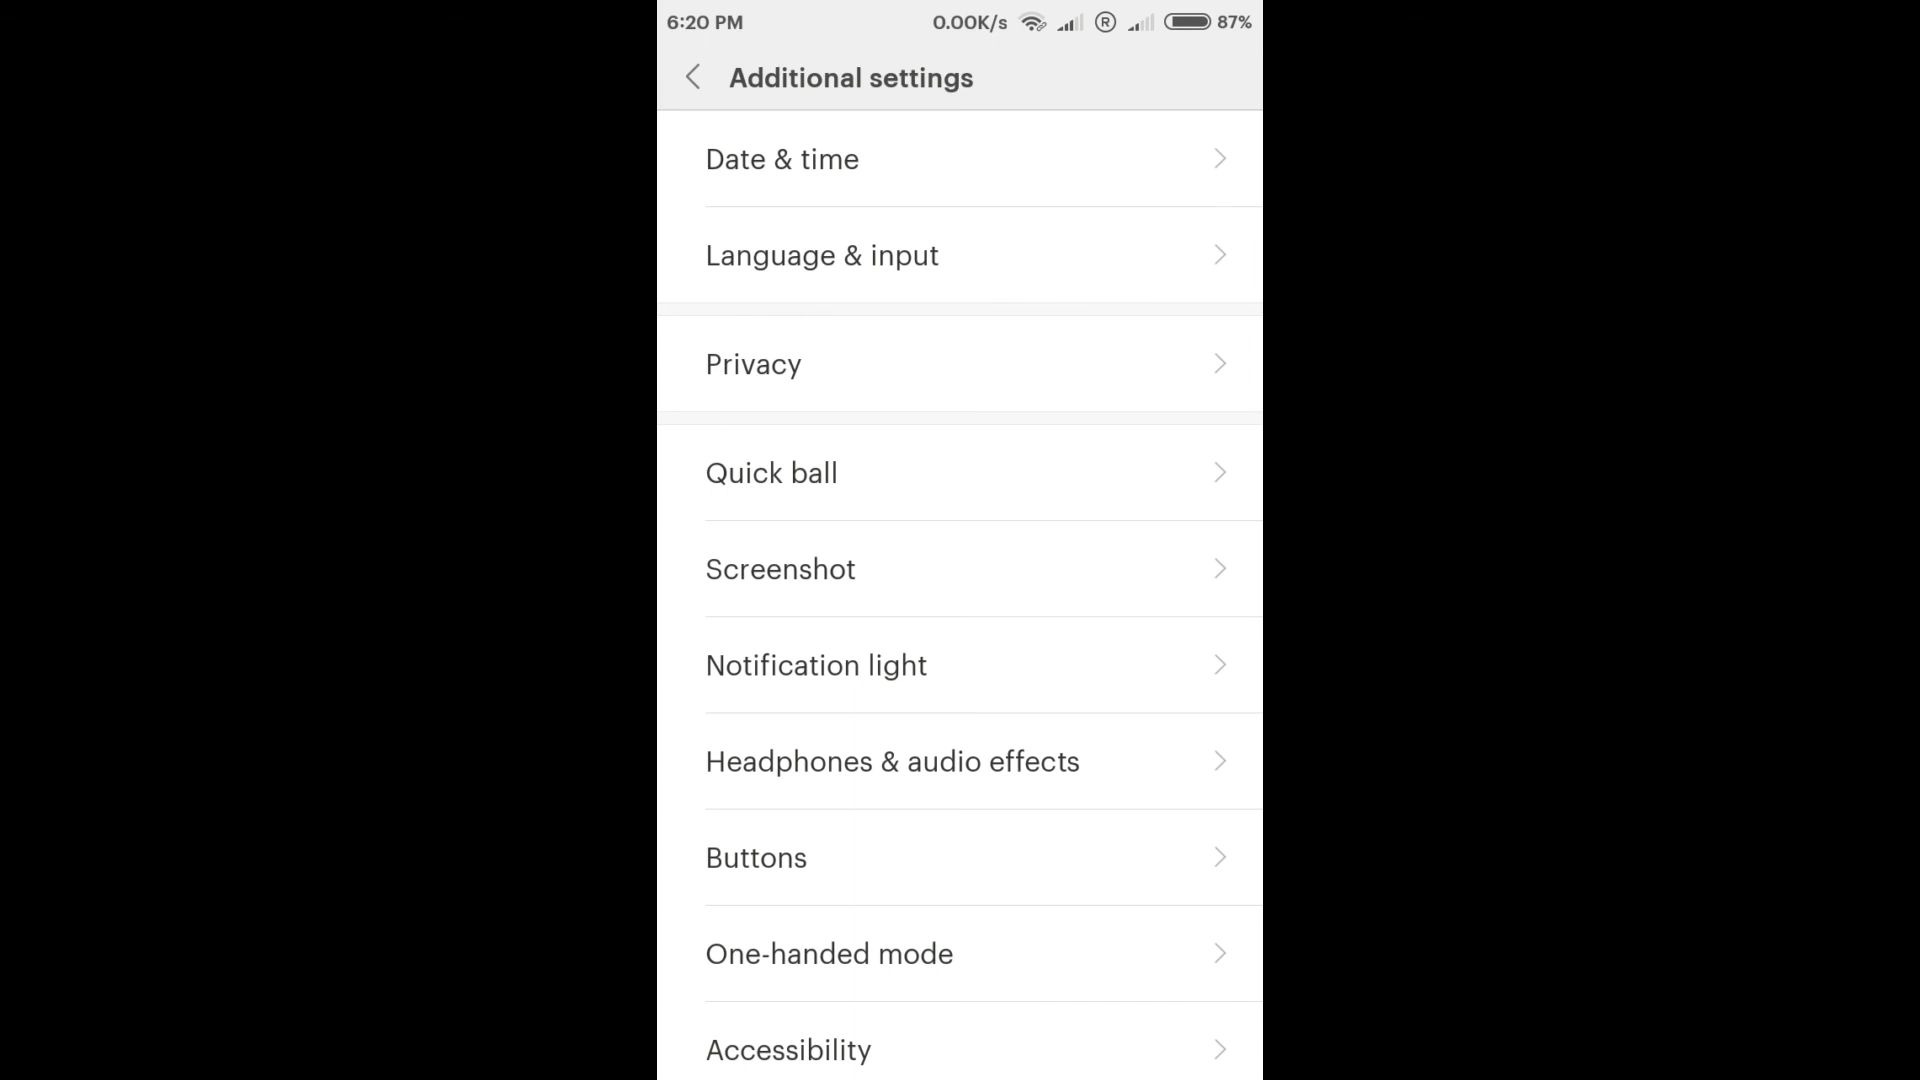 6:20 PM 0.00K/s R 87%
Additional settings
Date & time
Language & input
Privacy
Quick ball
Screenshot
Notification light
Headphones & audio effects
Buttons
One-handed mode
Accessibility